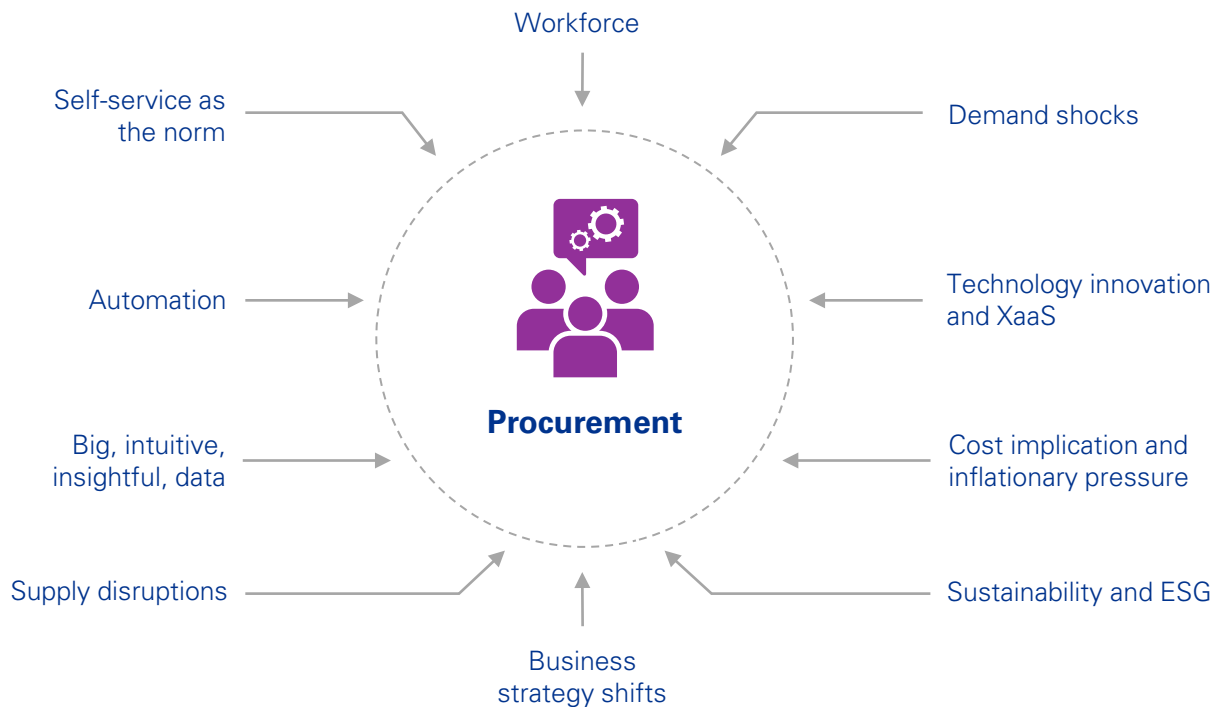 Workforce
Self-service as
the norm
Demand shocks
Automation
Technology innovation
and XaaS
Procurement
Big, intuitive,
insightful, data
Cost implication and
inflationary pressure
Supply disruptions
Sustainability and ESG
Business
strategy shifts